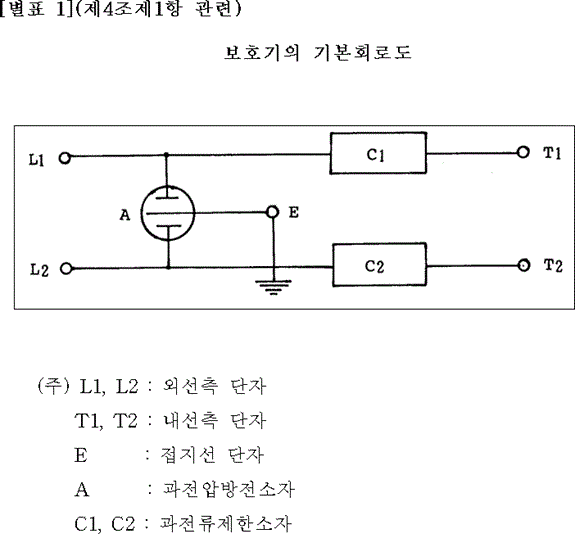 [별표 1](제4조제1항 관련)
보호기의 기본회로도
L1 C1 T1
A E
L2 C2 T2
(주) L1, L2 : 외선측 단자
T1, T2 : 내선측 단자
E : 접지선 단자
A : 과전압방전소자
C1, C2 : 과전류제한소자